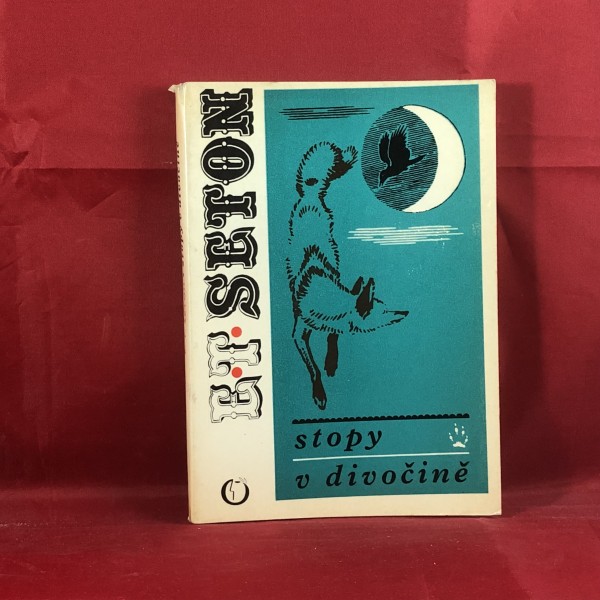 E.T. SETON
stopy
v divočině